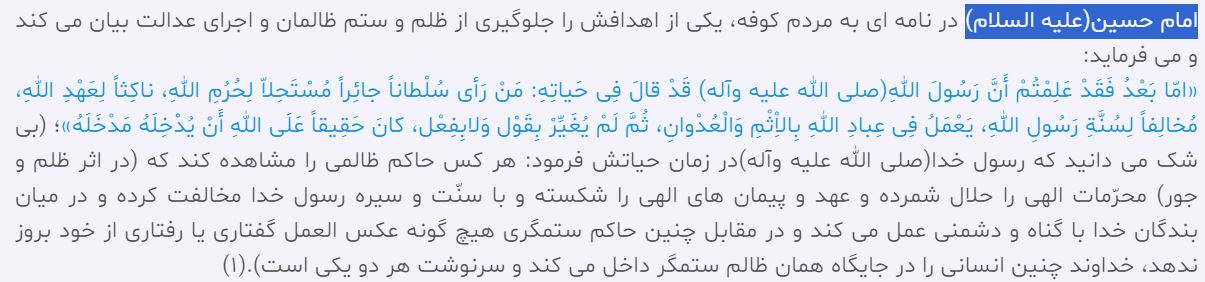 امام حسین(علیه السلام) در نامه ای به مردم کوفه، یکی از اهدافش را جلوگیری از ظلم و ستم ظالمان و اجرای عدالت بیان می کند
و می فرماید:
«امّا بَعْدُ فَقَدْ عَلِمْتُمْ أَنَّ رَسُولَ اللّهِ(صلی الله علیه وآله) قَدْ قالَ فِی حَیاتِهِ: مَنْ رَأى سُلْطاناً جائِراً مُسْتَحِلاّ لِحُرُمِ اللّهِ، ناکِثاً لِعَهْدِ اللّهِ،
مُخالِفاً لِسُنَّةِ رَسُولِ اللّهِ، یَعْمَلُ فِی عِبادِ اللّهِ بِالاِْثْمِ وَالْعُدْوانِ، ثُمَّ لَمْ یُغَیِّرْ بِقَوْل وَلابِفِعْل، کانَ حَقِیقاً عَلَى اللّهِ أَنْ یُدْخِلَهُ مَدْخَلَهُ»؛ (بی
شک می دانید که رسول خدا(صلی الله علیه وآله)در زمان حیاتش فرمود: هر کس حاکم ظالمی را مشاهده کند که (در اثر ظلم و
جور) محرّمات الهی را حلال شمرده و عهد و پیمان های الهی را شکسته و با سنّت و سیره رسول خدا مخالفت کرده و در میان
بندگان خدا با گناه و دشمنی عمل می کند و در مقابل چنین حاکم ستمگری هیچ گونه عکس العمل گفتاری یا رفتاری از خود بروز
ندهد، خداوند چنین انسانی را در جایگاه همان ظالم ستمگر داخل می کند و سرنوشت هر دو یکی است).(۱)